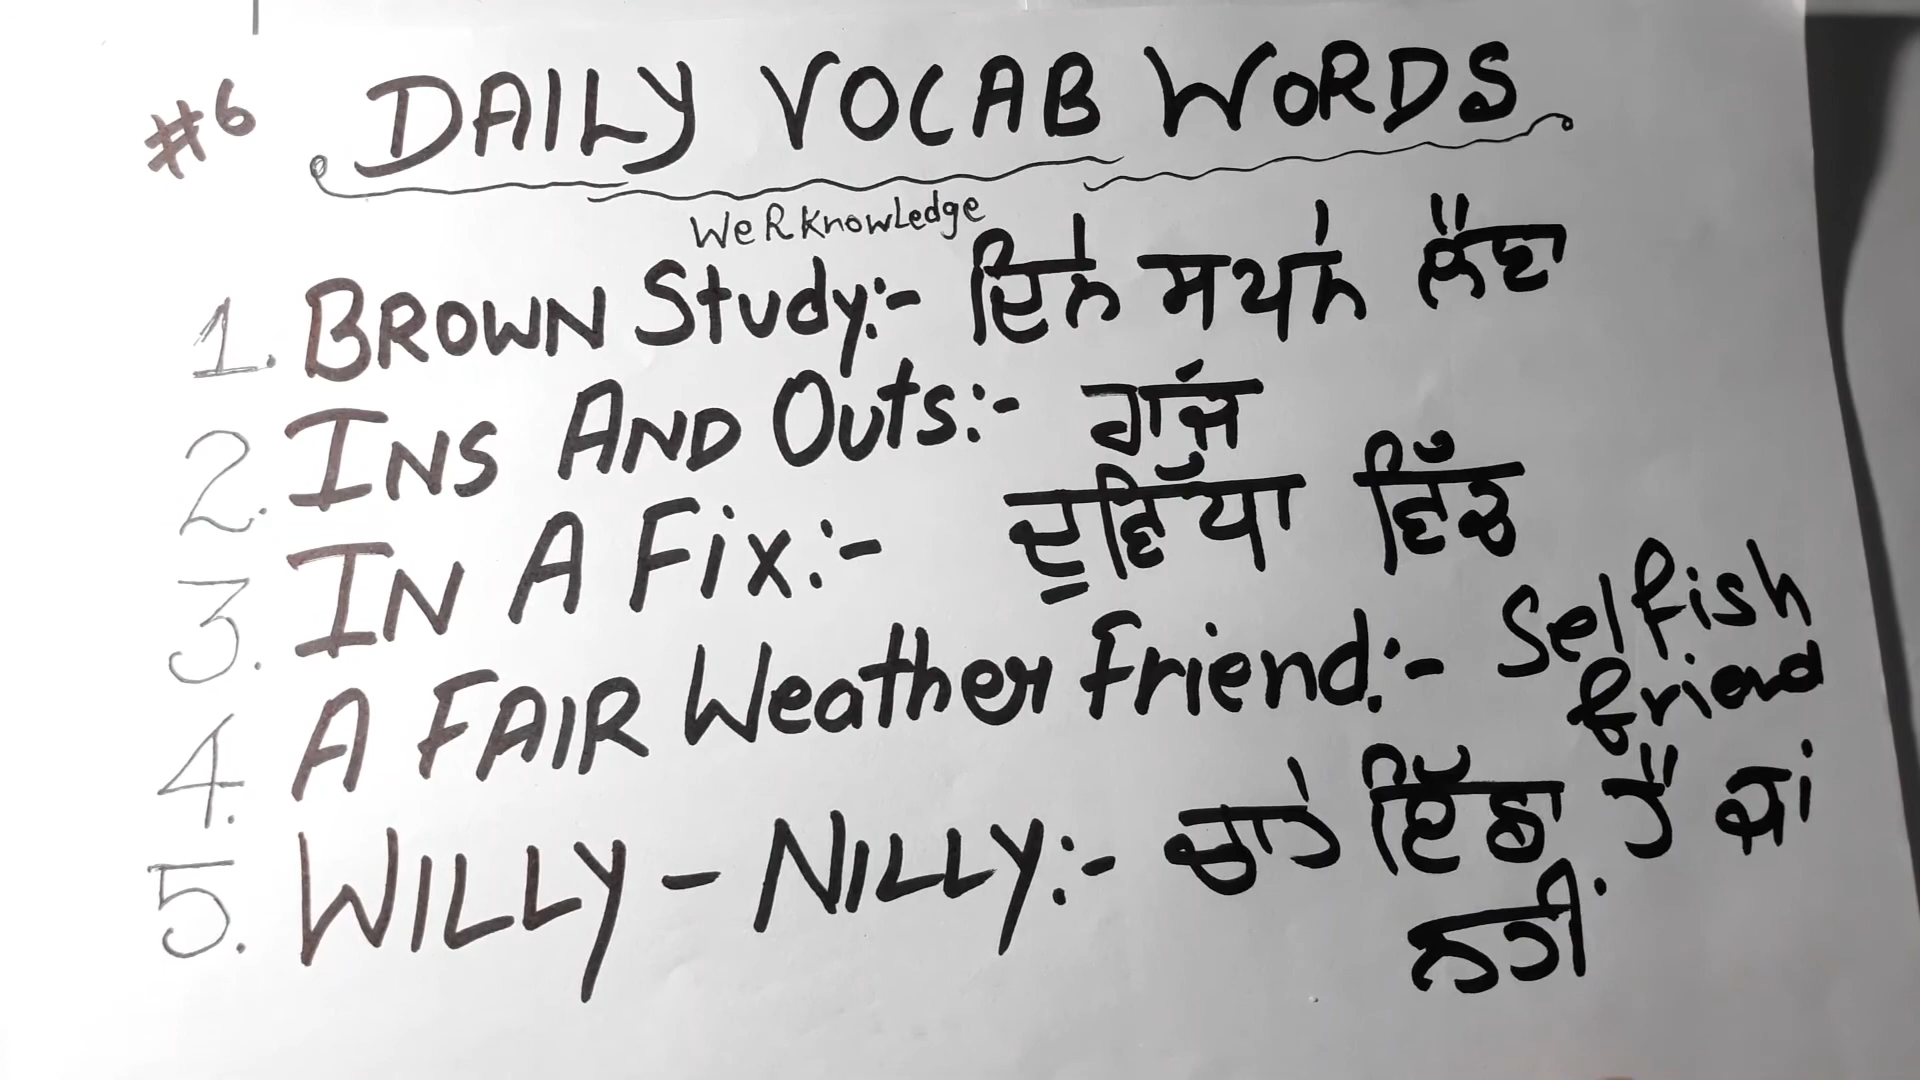 #6 DAILY VOCAB WORDS
WeRKnowLedge
1. BROWN Study:- ਦਿਨੇ ਸਪਨੇ ਲੈਣਾ
2. INS AND Outs:- ਰਾਜ਼
3. IN A Fix:- ਦੁਵਿੱਧਾ ਵਿੱਚ
4. A FAIR Weather friend:- Selfish
friend
5. WILLY - NILLY:- ਚਾਹੇ ਇੱਛਾ ਹੈ ਜਾਂ
ਨਹੀਂ